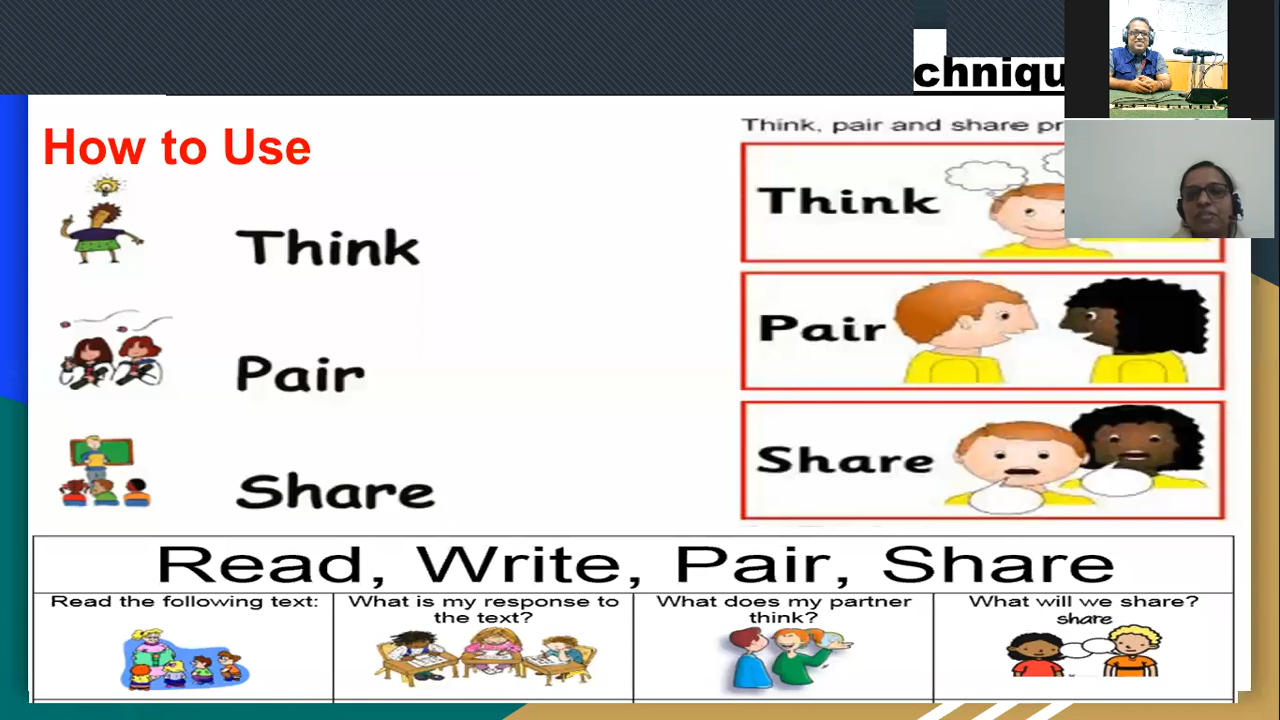 chniqu
How to Use
Think
Pair
Share
Think, pair and share
Think
Pair
Share
Read, Write, Pair, Share
Read the following text:
What is my response to
the text?
What does my partner
think?
What will we share?
share